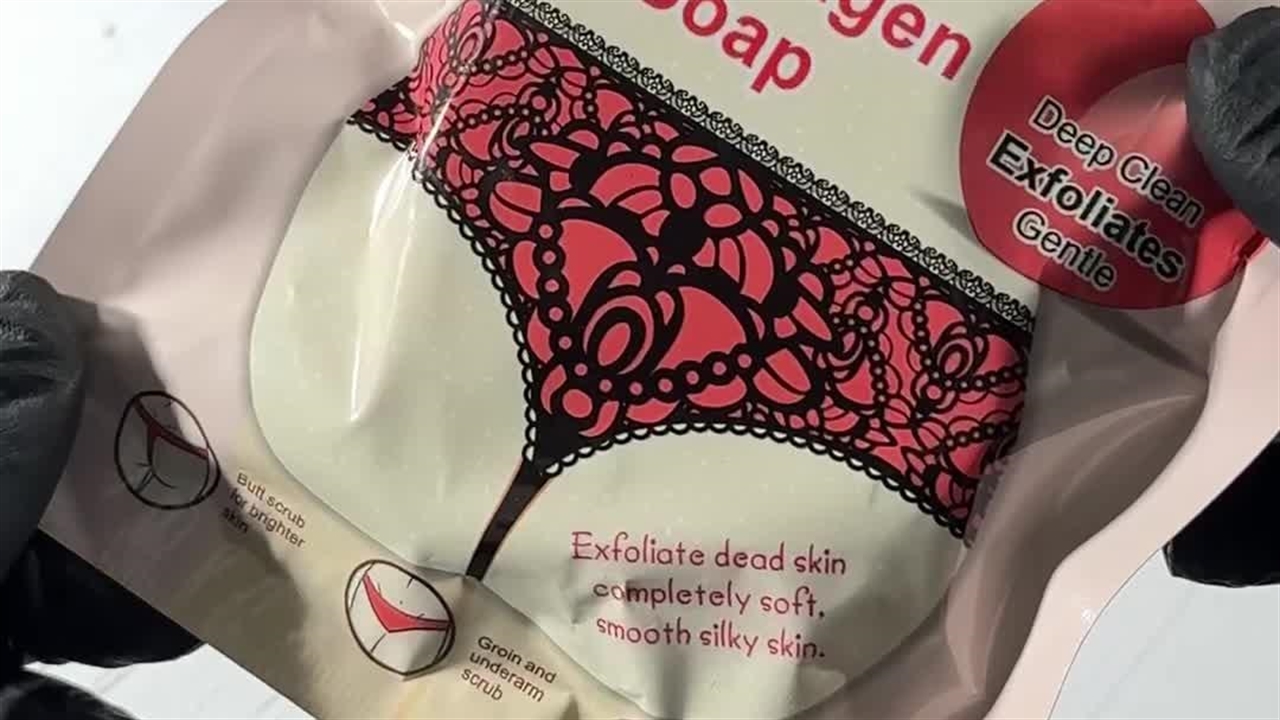 Soap
Deep Clean
Exfoliates
Gentle
Butt scrub
for brighter
skin
Exfoliate dead skin
completely soft,
smooth silky skin.
Groin and
underarm
scrub